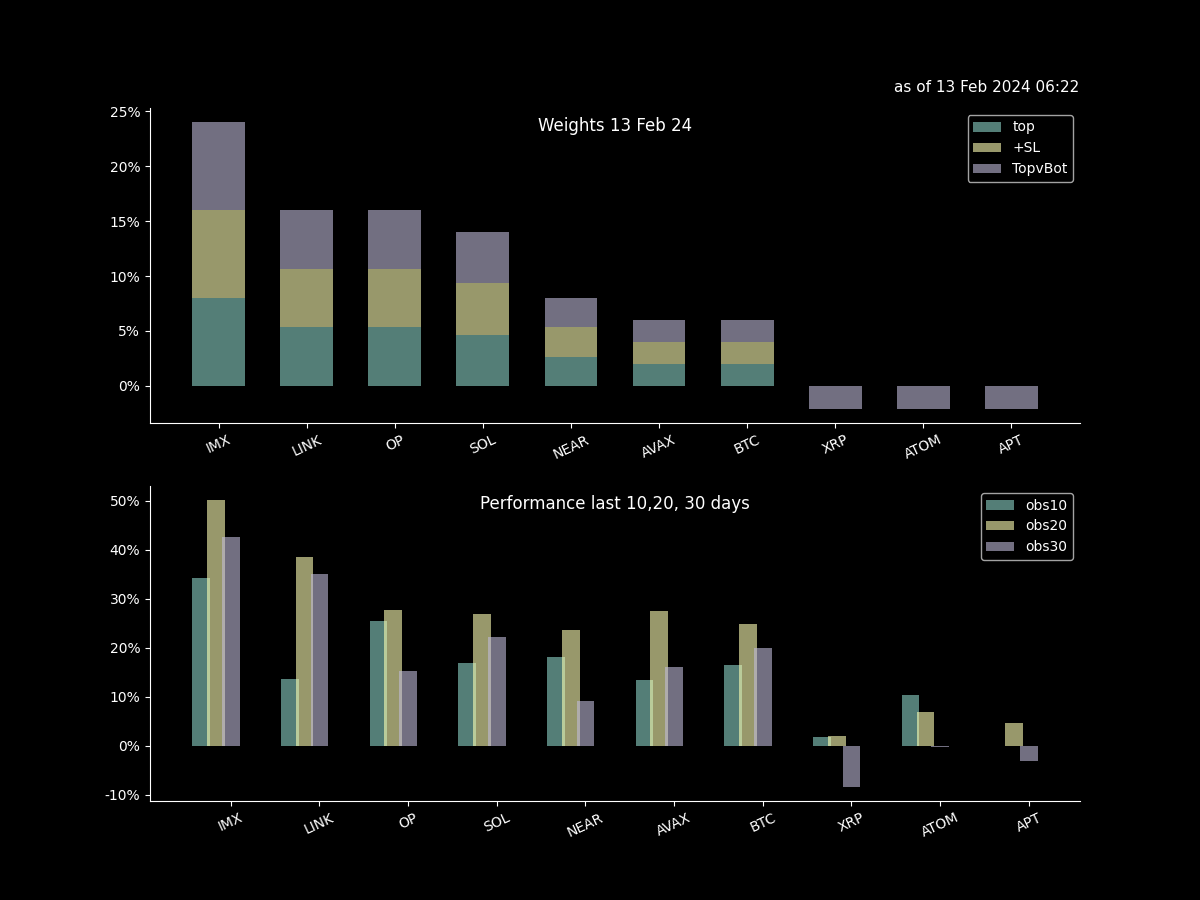 as of 13 Feb 2024 06:22
Weights 13 Feb 24
top
+SL
TopvBot
25%
20%
15%
10%
5%
0%
IMX LINK OP SOL NEAR AVAX BTC XRP ATOM APT
Performance last 10,20, 30 days
obs10
obs20
obs30
50%
40%
30%
20%
10%
0%
-10%
IMX LINK OP SOL NEAR AVAX BTC XRP ATOM APT